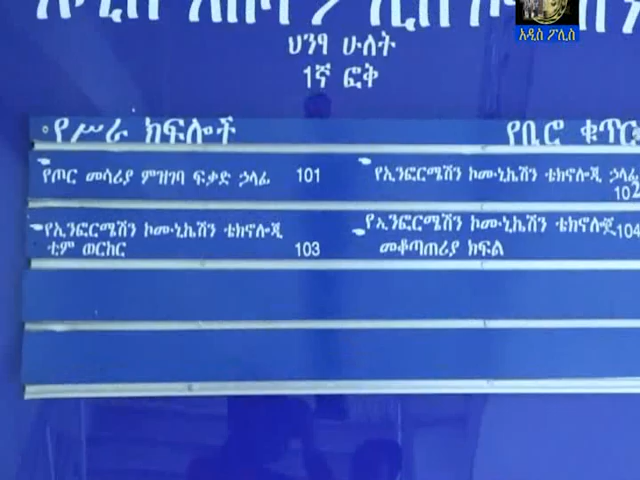 አዲስ ፖሊስ
ህንፃ ሁለት
1ኛ ፎቅ
የሥራ ክፍሎች
የቢሮ ቁጥር
የጦር መሳሪያ ምዝገባ ፍቃድ ኃላፊ 101
የኢንፎርሜሽን ኮሙኒኬሽን ቴክኖሎጂ ኃላፊ
102
የኢንፎርሜሽን ኮሙኒኬሽን ቴክኖሎጂ
ቲም ወርከር 103
የኢንፎርሜሽን ኮሙኒኬሽን ቴክኖሎጂ 104
መቆጣጠሪያ ክፍል